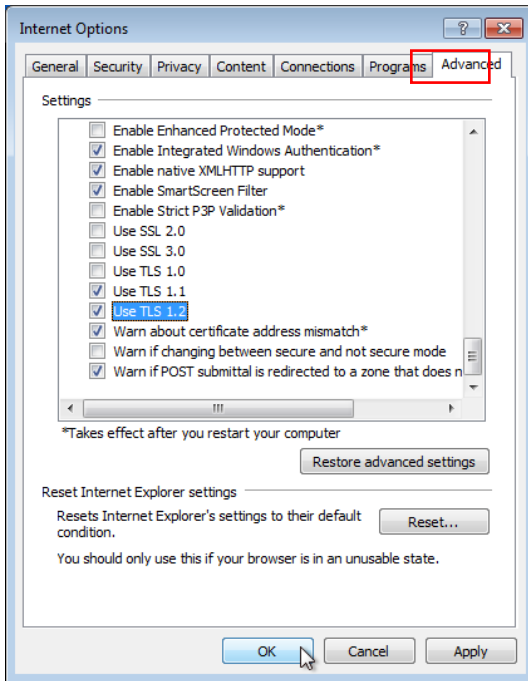 Internet Options
General Security Privacy Content Connections Programs Advanced
Settings
Enable Enhanced Protected Mode*
Enable Integrated Windows Authentication*
Enable native XMLHTTP support
Enable SmartScreen Filter
Enable Strict P3P Validation*
Use SSL 2.0
Use SSL 3.0
Use TLS 1.0
Use TLS 1.1
Use TLS 1.2
Warn about certificate address mismatch*
Warn if changing between secure and not secure mode
Warn if POST submittal is redirected to a zone that does n
*Takes effect after you restart your computer
Restore advanced settings
Reset Internet Explorer settings
Resets Internet Explorer's settings to their default
condition.
Reset...
You should only use this if your browser is in an unusable state.
OK Cancel Apply